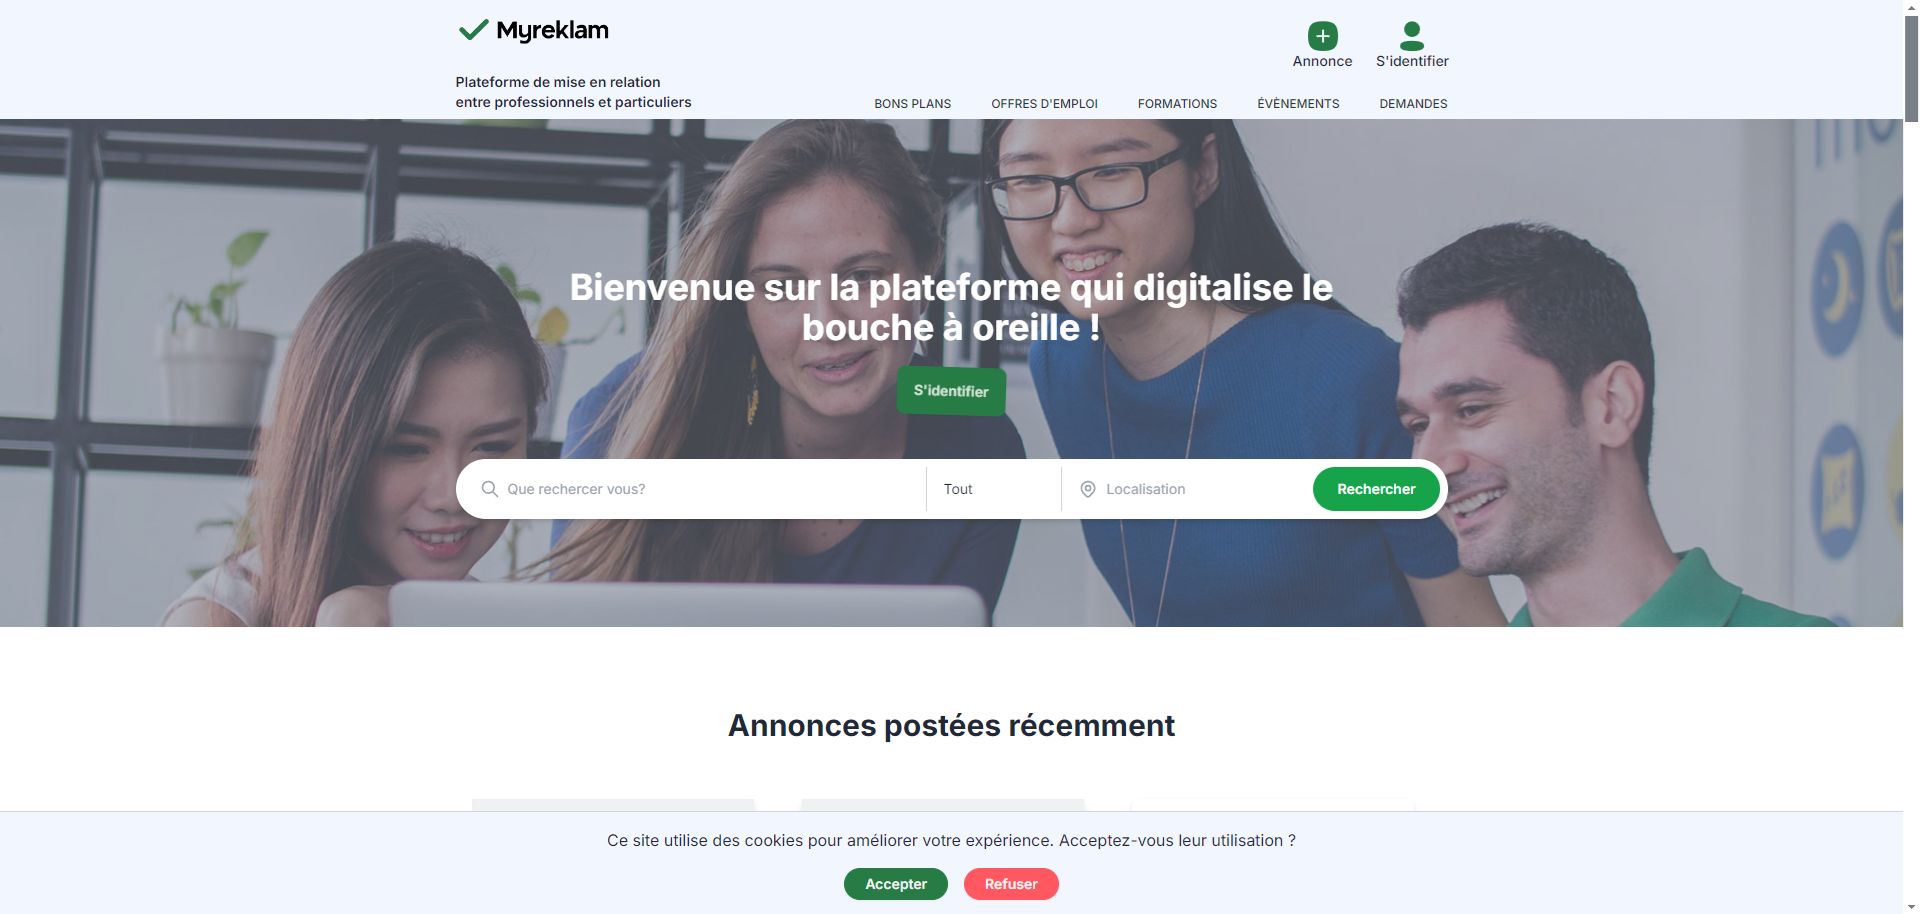 Myreklam
Plateforme de mise en relation
entre professionnels et particuliers
Annonce
S'identifier
BONS PLANS
OFFRES D'EMPLOI
FORMATIONS
ÉVÈNEMENTS
DEMANDES
Bienvenue sur la plateforme qui digitalise le
bouche à oreille !
S'identifier
Que rechercer vous?
Tout
Localisation
Rechercher
Annonces postées récemment
Ce site utilise des cookies pour améliorer votre expérience. Acceptez-vous leur utilisation ?
Accepter
Refuser